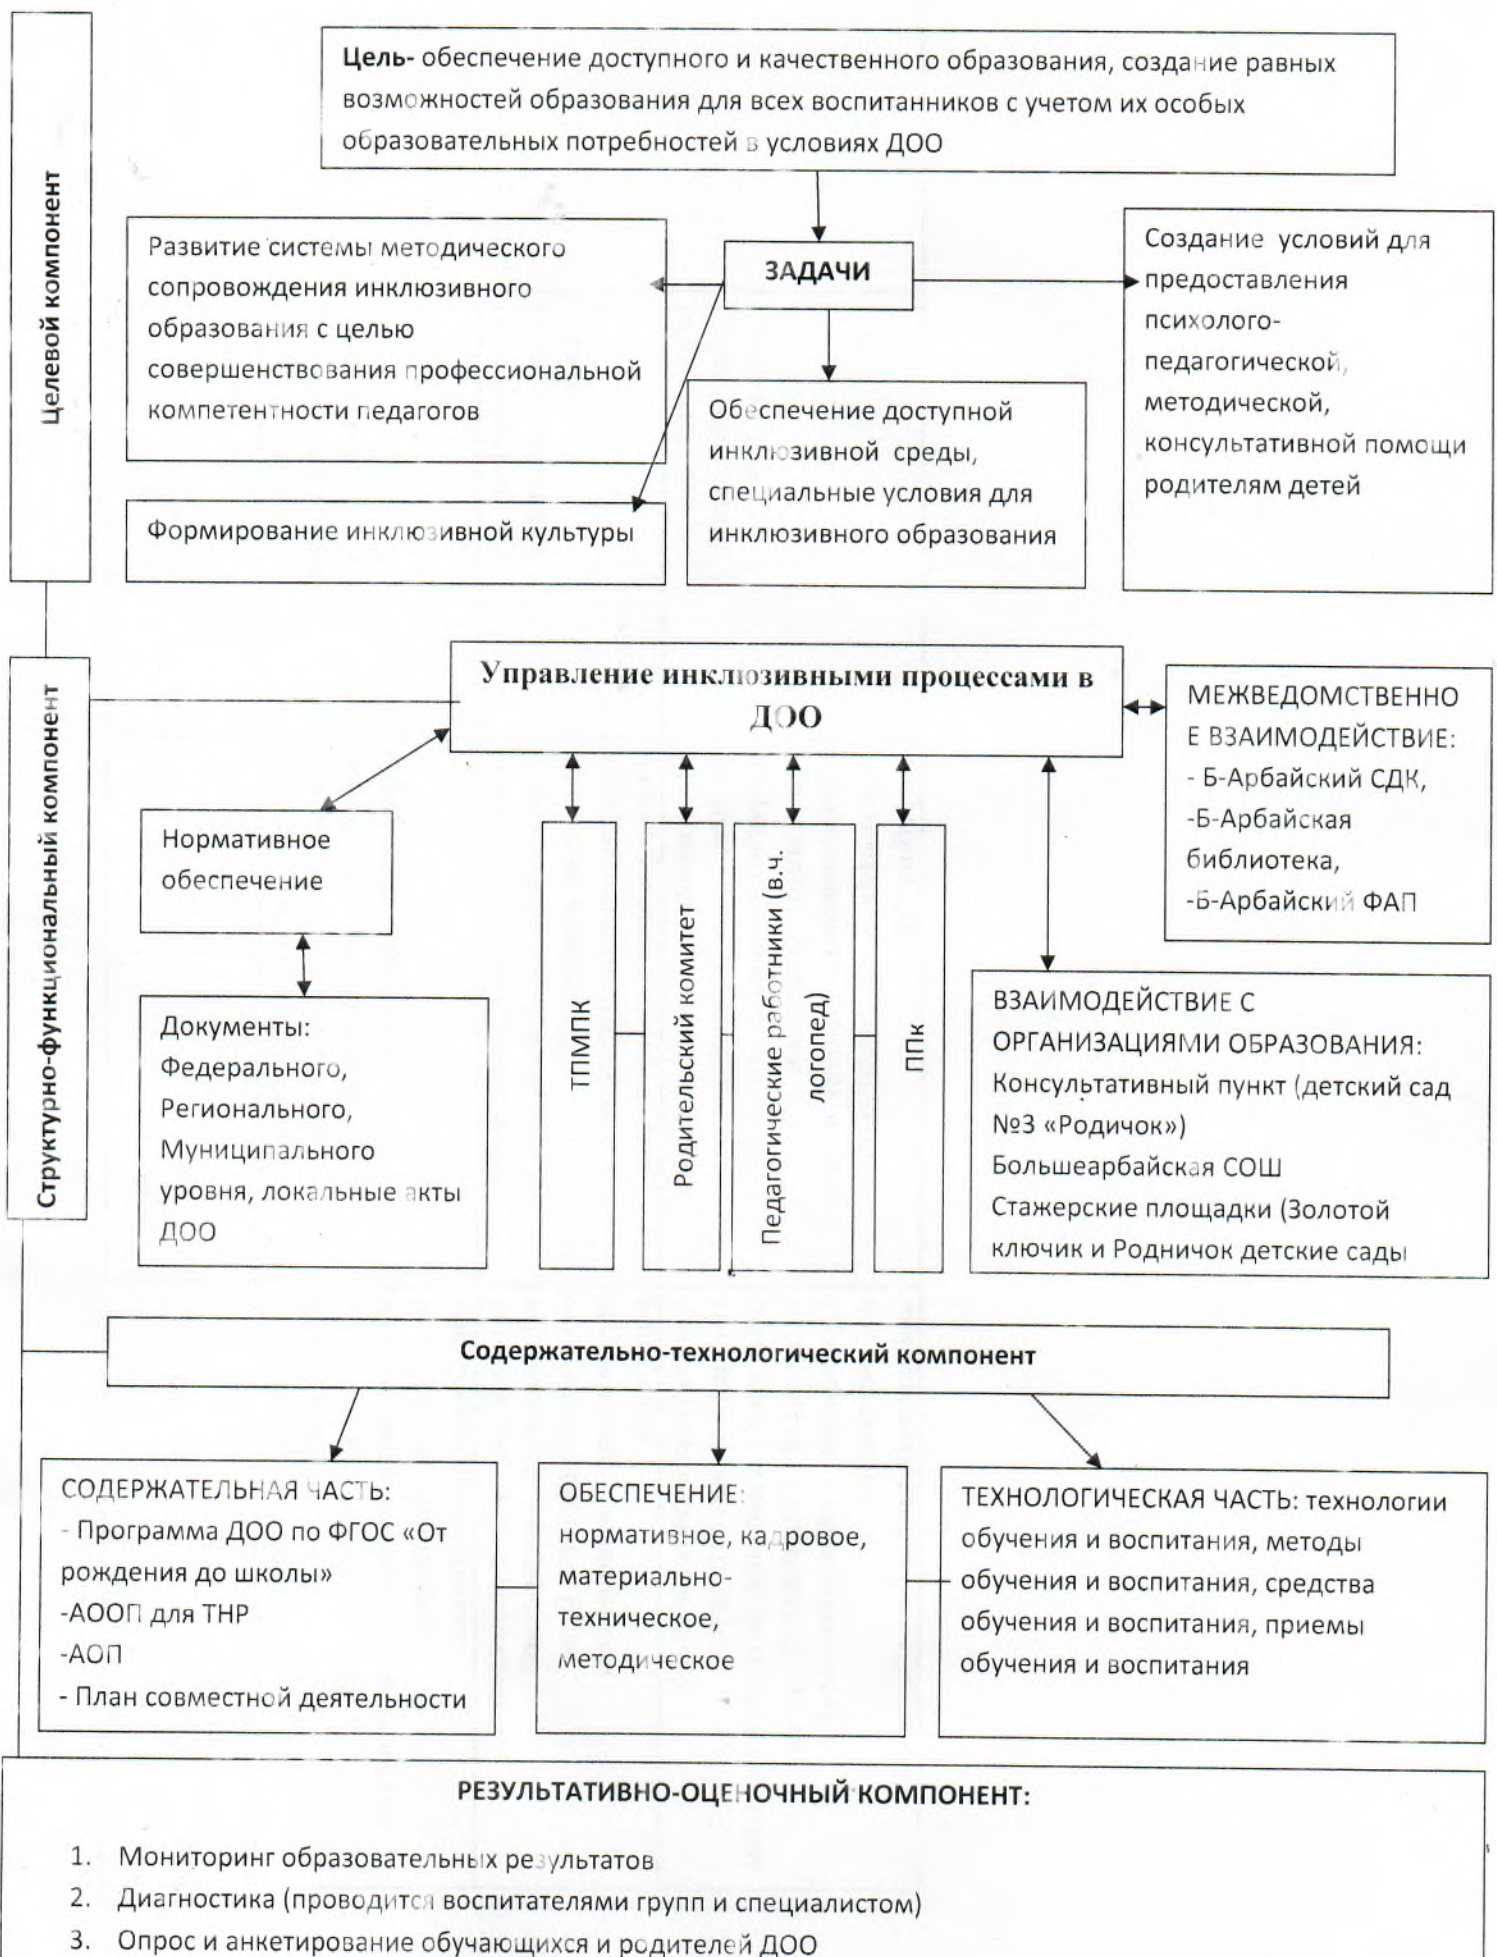 Целевой компонент
Цель- обеспечение доступного и качественного образования, создание равных
возможностей образования для всех воспитанников с учетом их особых
образовательных потребностей в условиях ДОО
ЗАДАЧИ
Развитие системы методического
сопровождения инклюзивного
образования с целью
совершенствования профессиональной
компетентности педагогов
Формирование инклюзивной культуры
Обеспечение доступной
инклюзивной среды,
специальные условия для
инклюзивного образования
Создание условий для
предоставления
психолого-
педагогической,
методической,
консультативной помощи
родителям детей
Структурно-функциональный компонент
Управление инклюзивными процессами в
ДОО
МЕЖВЕДОМСТВЕННО
Е ВЗАИМОДЕЙСТВИЕ:
- Б-Арбайский СДК,
-Б-Арбайская
библиотека,
-Б-Арбайский ФАП
Нормативное
обеспечение
Документы:
Федерального,
Регионального,
Муниципального
уровня, локальные акты
ДОО
ТПМПК
Родительский комитет
Педагогические работники (в.ч.
логопед)
ППк
ВЗАИМОДЕЙСТВИЕ С
ОРГАНИЗАЦИЯМИ ОБРАЗОВАНИЯ:
Консультативный пункт (детский сад
№3 «Родичок»)
Большеарбайская СОШ
Стажерские площадки (Золотой
ключик и Родничок детские сады
Содержательно-технологический компонент
СОДЕРЖАТЕЛЬНАЯ ЧАСТЬ:
- Программа ДОО по ФГОС «От
рождения до школы»
-АООП для ТНР
-АОП
- План совместной деятельности
ОБЕСПЕЧЕНИЕ:
нормативное, кадровое,
материально-
техническое,
методическое
ТЕХНОЛОГИЧЕСКАЯ ЧАСТЬ: технологии
обучения и воспитания, методы
обучения и воспитания, средства
обучения и воспитания, приемы
обучения и воспитания
РЕЗУЛЬТАТИВНО-ОЦЕНОЧНЫЙ КОМПОНЕНТ:
1. Мониторинг образовательных результатов
2. Диагностика (проводится воспитателями групп и специалистом)
3. Опрос и анкетирование обучающихся и родителей ДОО